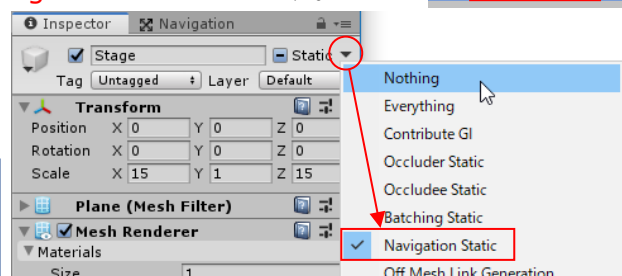 Inspector Navigation
Stage Static
Tag Untagged Layer Default
Transform
Position X 0 Y 0 Z 0
Rotation X 0 Y 0 Z 0
Scale X 15 Y 1 Z 15
Plane (Mesh Filter)
Mesh Renderer
Materials
Size 1
Nothing
Everything
Contribute GI
Occluder Static
Occludee Static
Batching Static
Navigation Static
Off Mesh Link Generation